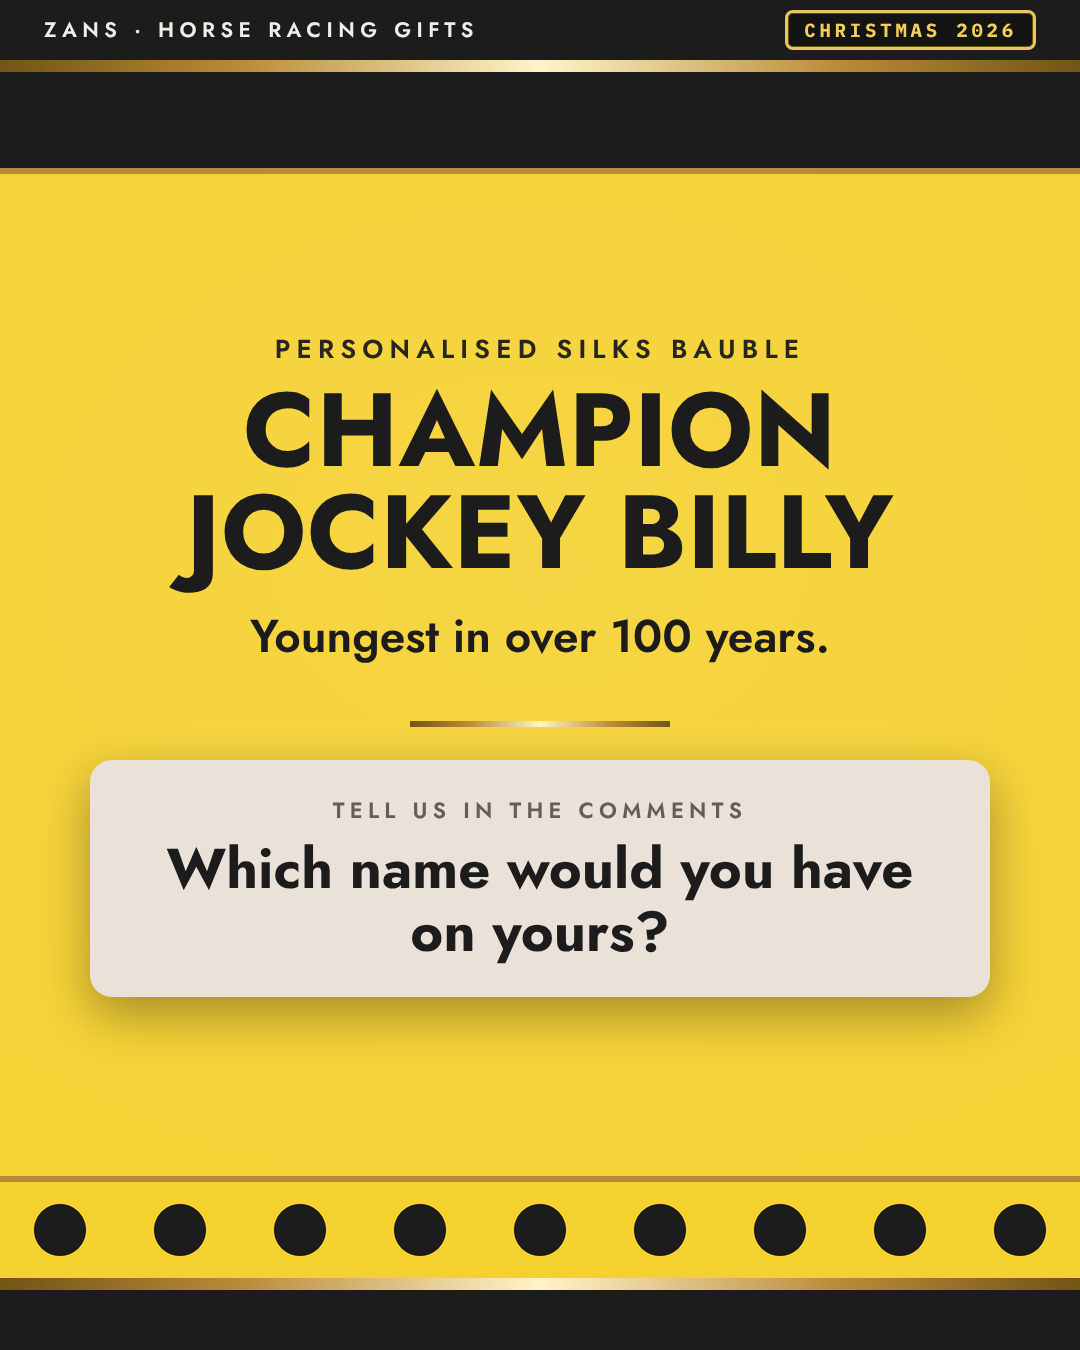 ZANS · HORSE RACING GIFTS
CHRISTMAS 2026
PERSONALISED SILKS BAUBLE
CHAMPION
JOCKEY BILLY
Youngest in over 100 years.
TELL US IN THE COMMENTS
Which name would you have
on yours?